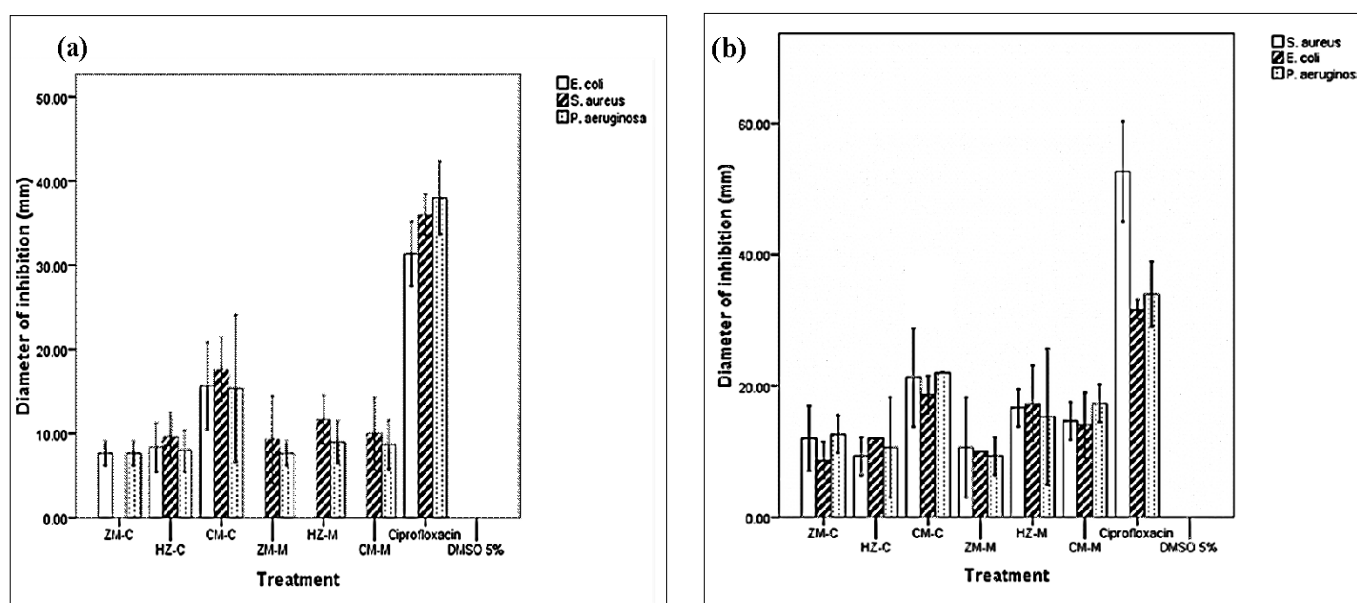 (a)
E. coli
S. aureus
P. aeruginosa
Diameter of inhibition (mm)
50.00
40.00
30.00
20.00
10.00
0.00
ZM-C
HZ-C
CM-C
ZM-M
HZ-M
CM-M
Ciprofloxacin
DMSO 5%
Treatment
(b)
S. aureus
E. coli
P. aeruginosa
Diameter of inhibition (mm)
60.00
40.00
20.00
0.00
ZM-C
HZ-C
CM-C
ZM-M
HZ-M
CM-M
Ciprofloxacin
DMSO 5%
Treatment